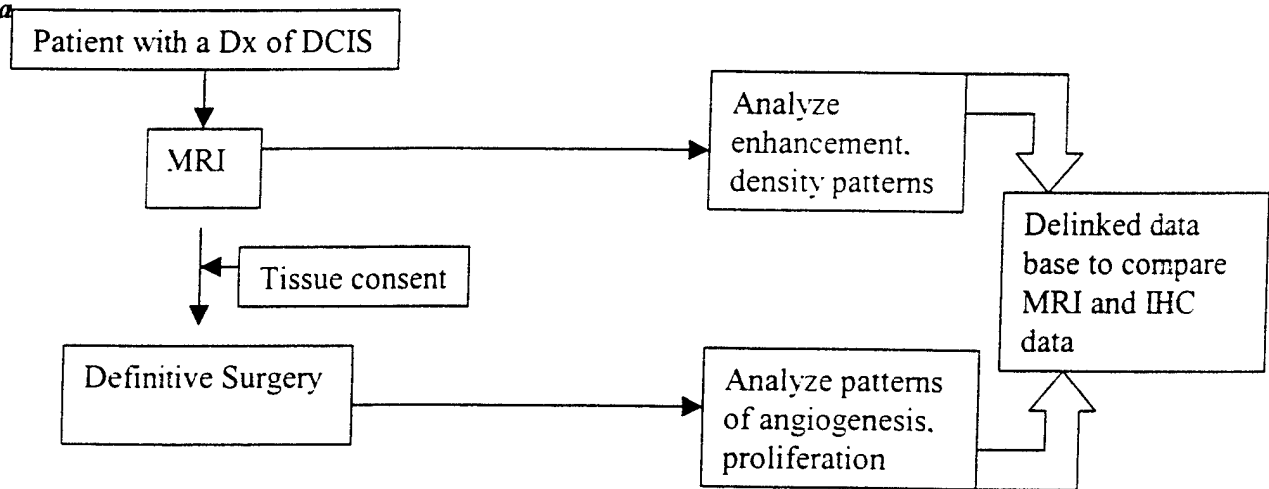 a
Patient with a Dx of DCIS
MRI
Analyze
enhancement.
density patterns
Tissue consent
Delinked data
base to compare
MRI and IHC
data
Definitive Surgery
Analyze patterns
of angiogenesis.
proliferation